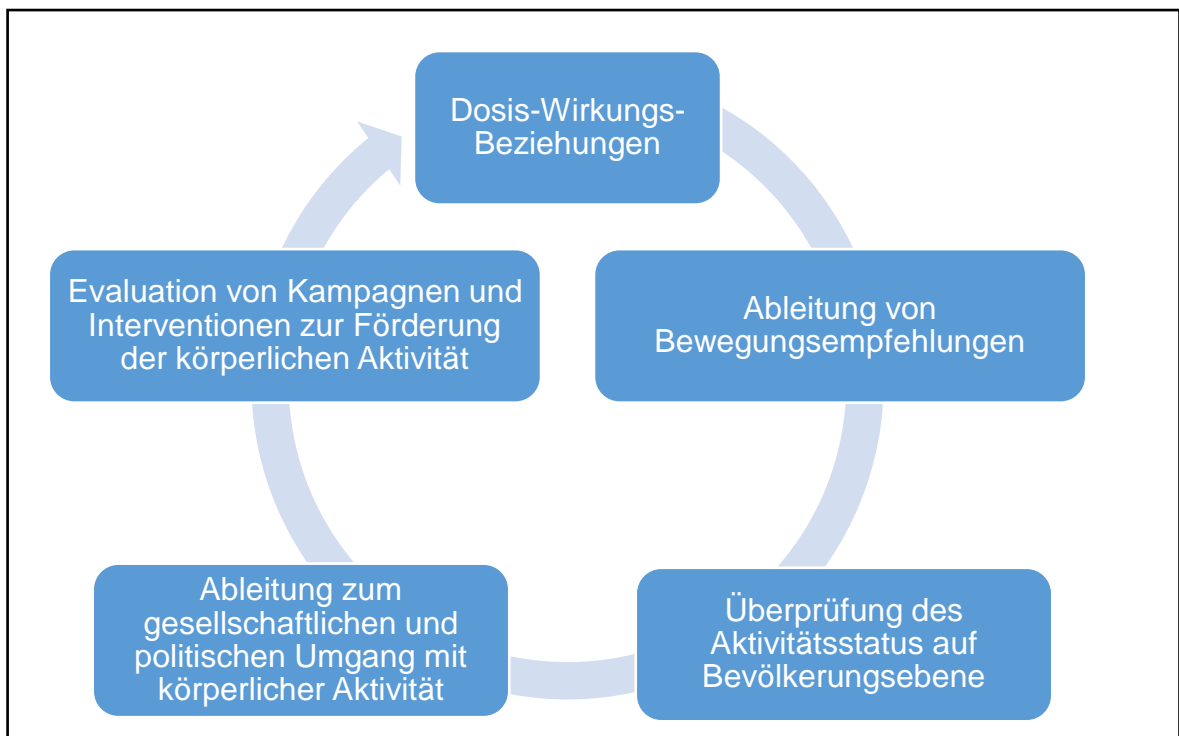 Dosis-Wirkungs-
Beziehungen
Ableitung von
Bewegungsempfehlungen
Überprüfung des
Aktivitätsstatus auf
Bevölkerungsebene
Ableitung zum
gesellschaftlichen und
politischen Umgang mit
körperlicher Aktivität
Evaluation von Kampagnen und
Interventionen zur Förderung
der körperlichen Aktivität